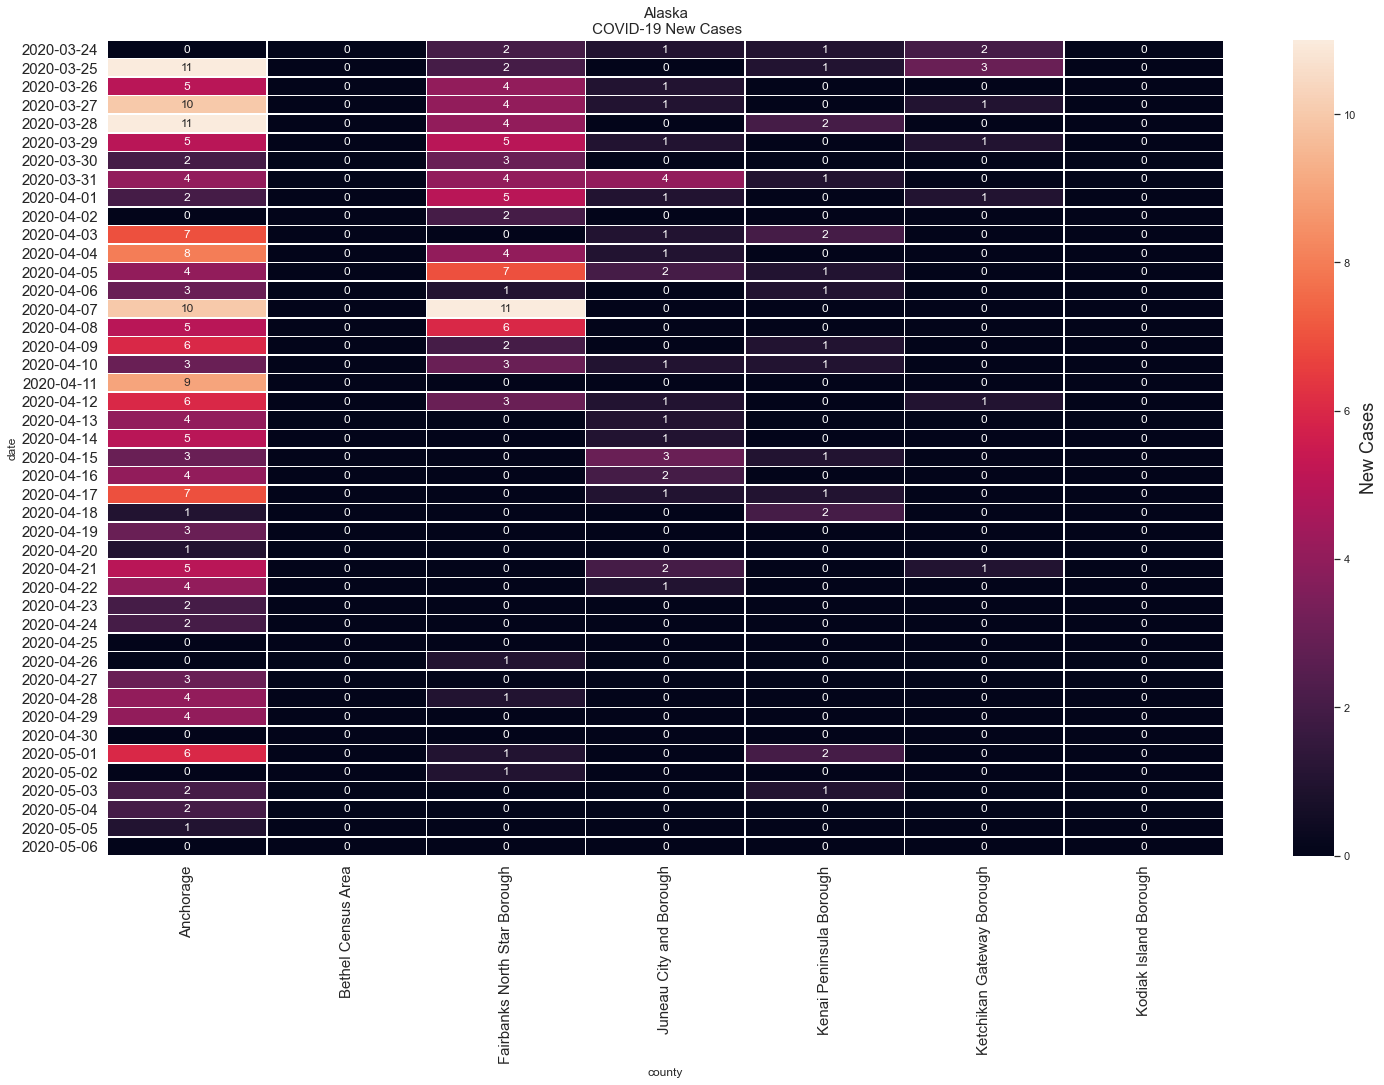 Alaska
COVID-19 New Cases
2020-03-24 0 0 2 1 1 2 0
2020-03-25 11 0 2 0 1 3 0
2020-03-26 5 0 4 1 0 0 0
2020-03-27 10 0 4 1 0 1 0
2020-03-28 11 0 4 0 2 0 0
2020-03-29 5 0 5 1 0 1 0
2020-03-30 2 0 3 0 0 0 0
2020-03-31 4 0 4 4 1 0 0
2020-04-01 2 0 5 1 0 1 0
2020-04-02 0 0 2 0 0 0 0
2020-04-03 7 0 0 1 2 0 0
2020-04-04 8 0 4 1 0 0 0
2020-04-05 4 0 7 2 1 0 0
2020-04-06 3 0 1 0 1 0 0
2020-04-07 10 0 11 0 0 0 0
2020-04-08 5 0 6 0 0 0 0
2020-04-09 6 0 2 0 1 0 0
2020-04-10 3 0 3 1 1 0 0
2020-04-11 9 0 0 0 0 0 0
2020-04-12 6 0 3 1 0 1 0
2020-04-13 4 0 0 1 0 0 0
2020-04-14 5 0 0 1 0 0 0
2020-04-15 3 0 0 3 1 0 0
2020-04-16 4 0 0 2 0 0 0
2020-04-17 7 0 0 1 1 0 0
2020-04-18 1 0 0 0 2 0 0
2020-04-19 3 0 0 0 0 0 0
2020-04-20 1 0 0 0 0 0 0
2020-04-21 5 0 0 2 0 1 0
2020-04-22 4 0 0 1 0 0 0
2020-04-23 2 0 0 0 0 0 0
2020-04-24 2 0 0 0 0 0 0
2020-04-25 0 0 0 0 0 0 0
2020-04-26 0 0 1 0 0 0 0
2020-04-27 3 0 0 0 0 0 0
2020-04-28 4 0 1 0 0 0 0
2020-04-29 4 0 0 0 0 0 0
2020-04-30 0 0 0 0 0 0 0
2020-05-01 6 0 1 0 2 0 0
2020-05-02 0 0 1 0 0 0 0
2020-05-03 2 0 0 0 1 0 0
2020-05-04 2 0 0 0 0 0 0
2020-05-05 1 0 0 0 0 0 0
2020-05-06 0 0 0 0 0 0 0
date
Anchorage
Bethel Census Area
Fairbanks North Star Borough
Juneau City and Borough
Kenai Peninsula Borough
Ketchikan Gateway Borough
Kodiak Island Borough
county
10
8
6
4
2
0
New Cases